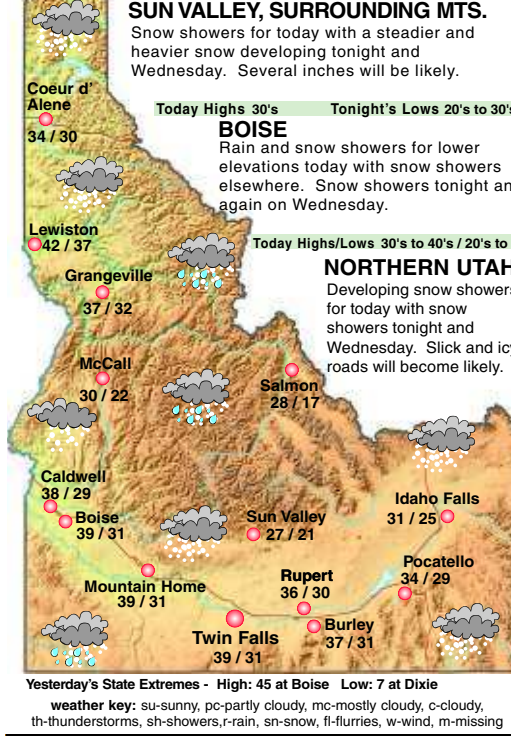 SUN VALLEY, SURROUNDING MTS.
Snow showers for today with a steadier and
heavier snow developing tonight and
Wednesday.  Several inches will be likely.
Today Highs 30's Tonight's Lows 20's to 30's
BOISE
Rain and snow showers for lower
elevations today with snow showers
elsewhere.  Snow showers tonight an
again on Wednesday.
Today Highs/Lows 30's to 40's / 20's to
NORTHERN UTAH
Developing snow showers
for today with snow
showers tonight and
Wednesday.  Slick and icy
roads will become likely.
Coeur d'
Alene
34 / 30
Lewiston
42 / 37
Grangeville
37 / 32
McCall
30 / 22
Salmon
28 / 17
Caldwell
38 / 29
Boise
39 / 31
Sun Valley
27 / 21
Idaho Falls
31 / 25
Mountain Home
39 / 31
Rupert
36 / 30
Pocatello
34 / 29
Twin Falls
39 / 31
Burley
37 / 31
Yesterday's State Extremes -  High: 45 at Boise   Low: 7 at Dixie
weather key: su-sunny, pc-partly cloudy, mc-mostly cloudy, c-cloudy,
th-thunderstorms, sh-showers,r-rain, sn-snow, fl-flurries, w-wind, m-missing